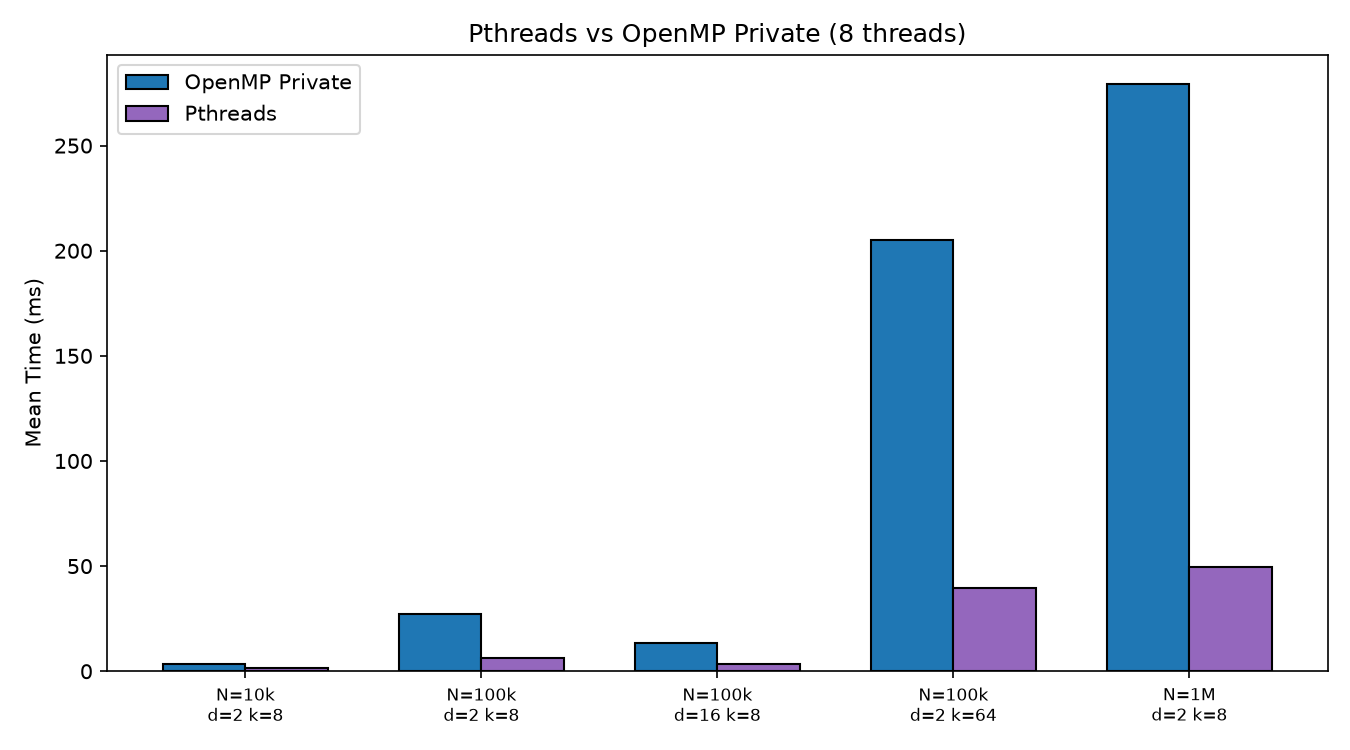 Pthreads vs OpenMP Private (8 threads)
OpenMP Private
Pthreads
Mean Time (ms)
250
200
150
100
50
0
N=10k
d=2 k=8
N=100k
d=2 k=8
N=100k
d=16 k=8
N=100k
d=2 k=64
N=1M
d=2 k=8